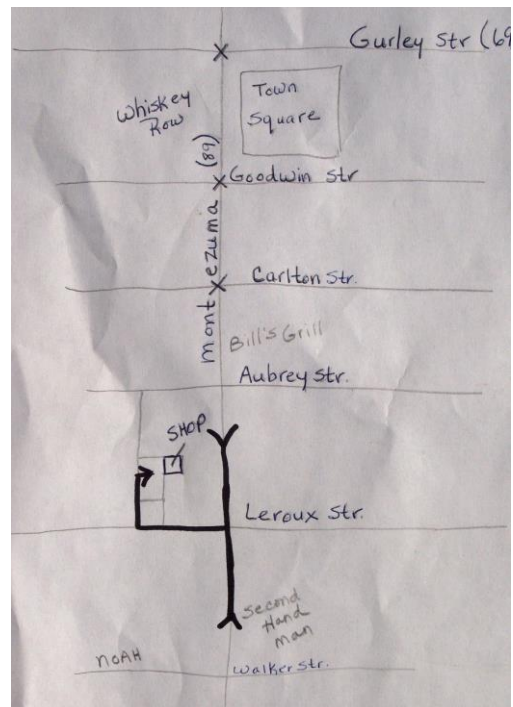 Gurley Str (69
Town
Square
Whiskey
Row
Montezuma (89)
Goodwin Str
Carlton Str.
Bill's Grill
Aubrey Str.
SHOP
Leroux Str.
Second
Hand
Man
NOAH
Walker Str.